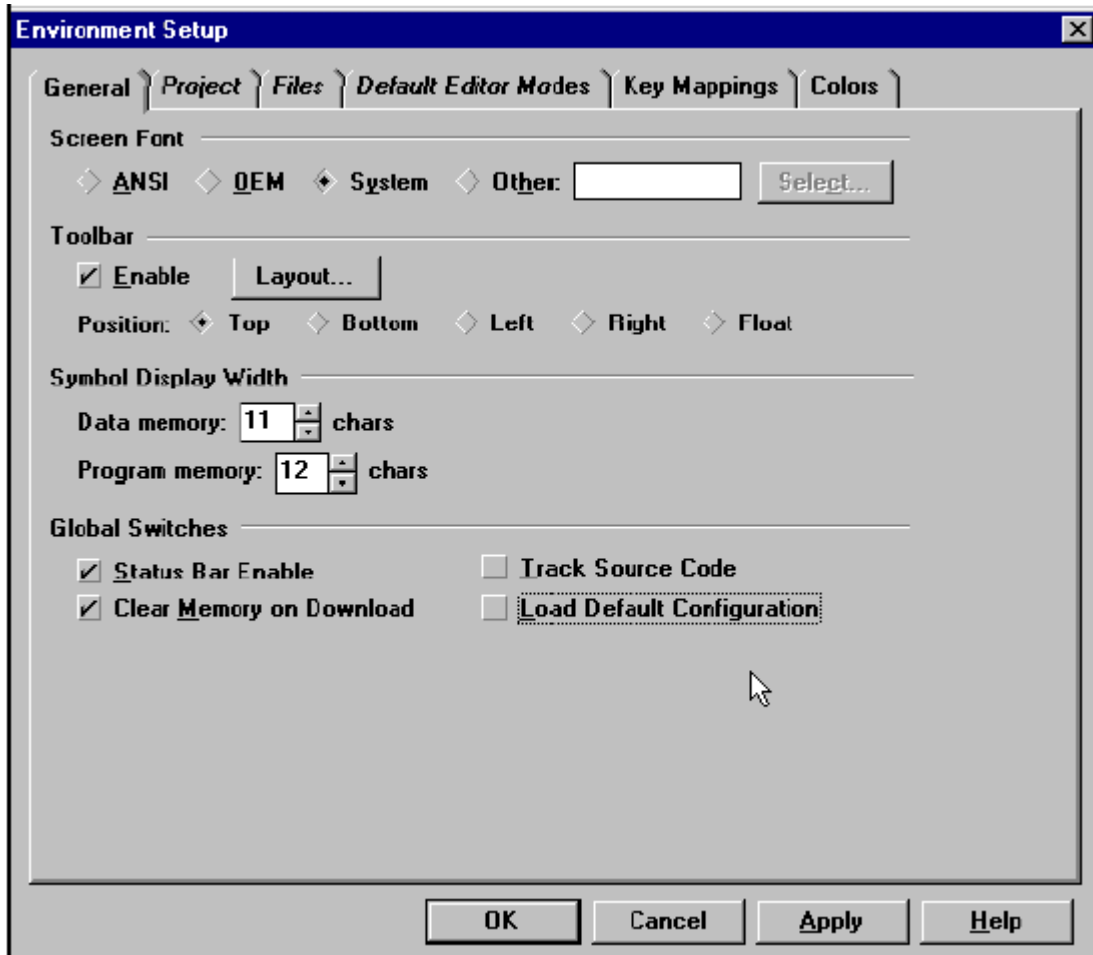 Environment Setup
General Project Files Default Editor Modes Key Mappings Colors
Screen Font
ANSI OEM System Other: Select...
Toolbar
Enable Layout...
Position: Top Bottom Left Right Float
Symbol Display Width
Data memory: 11 chars
Program memory: 12 chars
Global Switches
Status Bar Enable Track Source Code
Clear Memory on Download Load Default Configuration
OK Cancel Apply Help